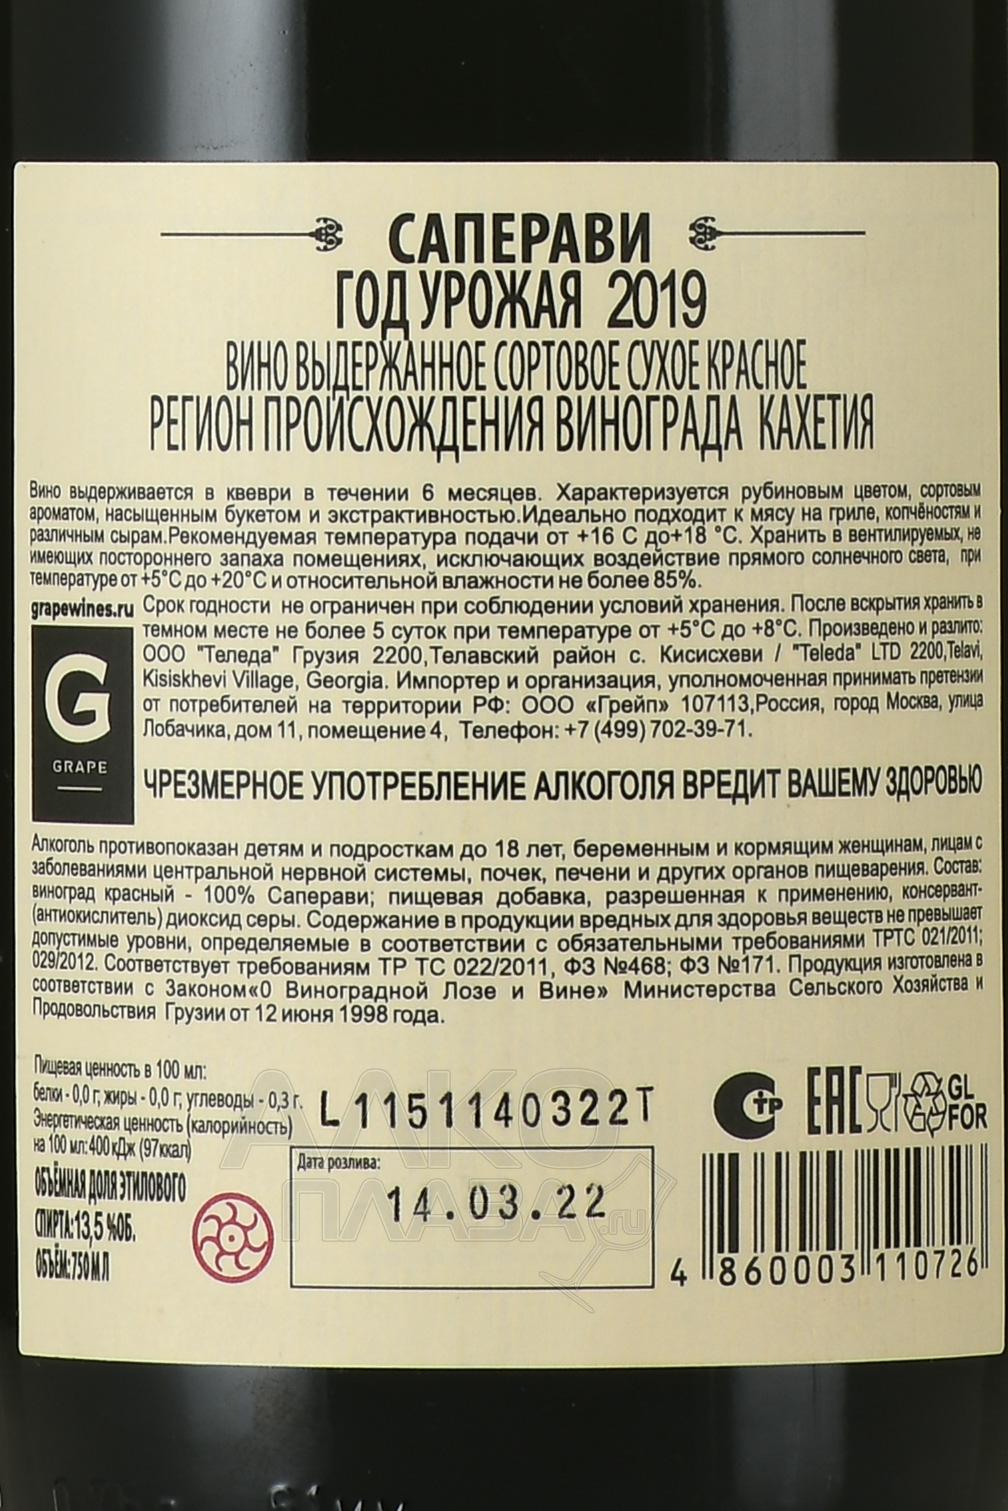 САПЕРАВИ
ГОД УРОЖАЯ 2019
ВИНО ВЫДЕРЖАННОЕ СОРТОВОЕ СУХОЕ КРАСНОЕ
РЕГИОН ПРОИСХОЖДЕНИЯ ВИНОГРАДА КАХЕТИЯ
Вино выдерживается в квеври в течении 6 месяцев. Характеризуется рубиновым цветом, сортовым
ароматом, насыщенным букетом и экстрактивностью.Идеально подходит к мясу на гриле, копчёностям и
различным сырам.Рекомендуемая температура подачи от +16 С до+18 °С. Хранить в вентилируемых, не
имеющих постороннего запаха помещениях, исключающих воздействие прямого солнечного света, при
температуре от +5°С до +20°С и относительной влажности не более 85%.
grapewines.ru
G
GRAPE
Срок годности не ограничен при соблюдении условий хранения. После вскрытия хранить в
темном месте не более 5 суток при температуре от +5°С до +8°С. Произведено и разлито:
ООО "Теледа" Грузия 2200,Телавский район с. Кисисхеви / "Teleda" LTD 2200,Telavi,
Kisiskhevi Village, Georgia. Импортер и организация, уполномоченная принимать претензии
от потребителей на территории РФ: ООО «Грейп» 107113,Россия, город Москва, улица
Лобачика, дом 11, помещение 4, Телефон: +7 (499) 702-39-71.
ЧРЕЗМЕРНОЕ УПОТРЕБЛЕНИЕ АЛКОГОЛЯ ВРЕДИТ ВАШЕМУ ЗДОРОВЬЮ
Алкоголь противопоказан детям и подросткам до 18 лет, беременным и кормящим женщинам, лицам с
заболеваниями центральной нервной системы, почек, печени и других органов пищеварения. Состав:
виноград красный - 100% Саперави; пищевая добавка, разрешенная к применению, консервант-
(антиокислитель) диоксид серы. Содержание в продукции вредных для здоровья веществ не превышает
допустимые уровни, определяемые в соответствии с обязательными требованиями ТРТС 021/2011;
029/2012. Соответствует требованиям ТР ТС 022/2011, ФЗ №468; ФЗ №171. Продукция изготовлена в
соответствии с Законом«0 Виноградной Лозе и Вине» Министерства Сельского Хозяйства и
Продовольствия Грузии от 12 июня 1998 года.
Пищевая ценность в 100 мл:
белки - 0,0 г, жиры - 0,0 г, углеводы - 0,3 г.
Энергетическая ценность (калорийность)
на 100 мл: 400 кДж (97ккал)
ОБЪЁМНАЯ ДОЛЯ ЭТИЛОВОГО
СПИРТА:13,5 %ОБ.
ОБЪЁМ:750 МЛ
L1151140322T
Дата розлива:
14.03.22
СТР
ЕАС
GL
FOR
4 860003 110726
АЛКО
ПЛАЗА
.ru